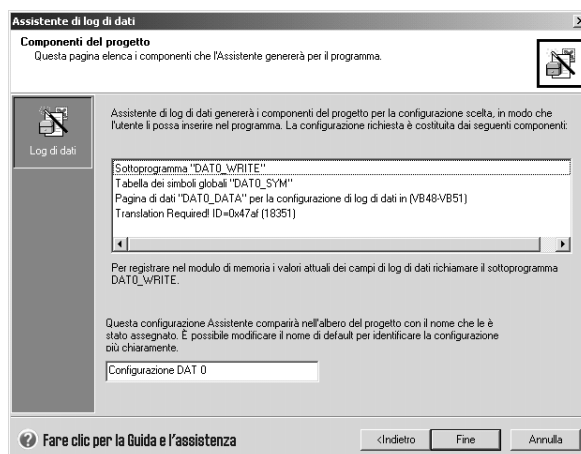 Assistente di log di dati
Componenti del progetto
Questa pagina elenca i componenti che l'Assistente genererà per il programma.
Log di dati
Assistente di log di dati genererà i componenti del progetto per la configurazione scelta, in modo che
l'utente li possa inserire nel programma. La configurazione richiesta è costituita dai seguenti componenti:
Sottoprogramma "DAT0_WRITE"
Tabella dei simboli globali "DAT0_SYM"
Pagina di dati "DAT0_DATA" per la configurazione di log di dati in (VB48-VB51)
Translation Required! ID=0x47af (18351)
Per registrare nel modulo di memoria i valori attuali dei campi di log di dati richiamare il sottoprogramma
DAT0_WRITE.
Questa configurazione Assistente comparirà nell'albero del progetto con il nome che le è
stato assegnato. È possibile modificare il nome di default per identificare la configurazione
più chiaramente.
Configurazione DAT 0
Fare clic per la Guida e l'assistenza
<Indietro
Fine
Annulla